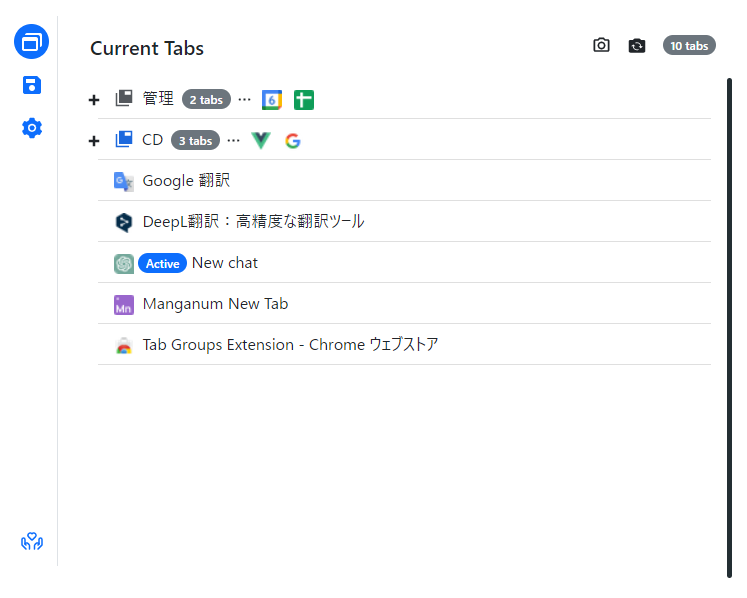 Current Tabs
10 tabs
管理 2 tabs ... 6
CD 3 tabs ...
Google 翻訳
DeepL翻訳：高精度な翻訳ツール
Active New chat
Mn Manganum New Tab
Tab Groups Extension - Chrome ウェブストア